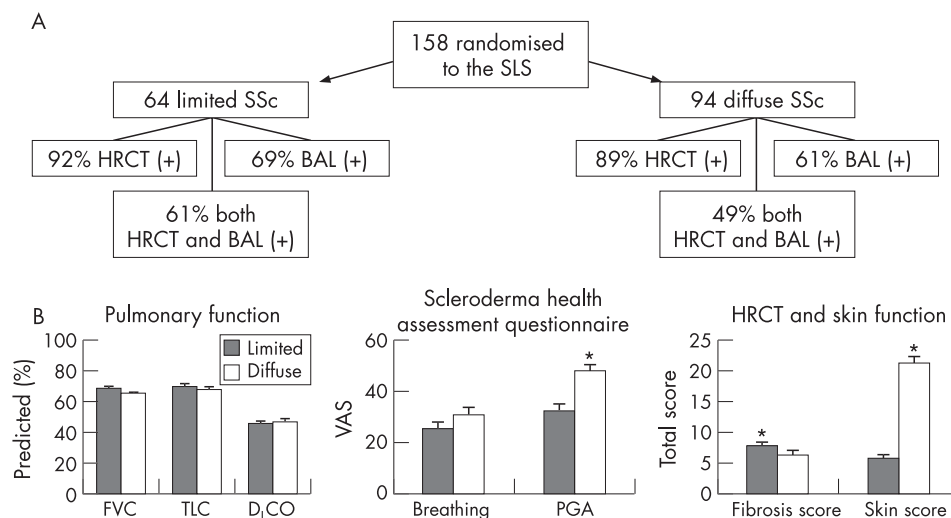 A
158 randomised
to the SLS
64 limited SSc
94 diffuse SSc
92% HRCT (+)
69% BAL (+)
89% HRCT (+)
61% BAL (+)
61% both
HRCT and BAL (+)
49% both
HRCT and BAL (+)
B
Pulmonary function
Predicted (%)
100
80
60
40
20
0
Limited
Diffuse
FVC
TLC
DLCO
Scleroderma health
assessment questionnaire
VAS
60
40
20
0
*
Breathing
PGA
HRCT and skin function
Total score
25
20
15
10
5
0
*
*
Fibrosis score
Skin score